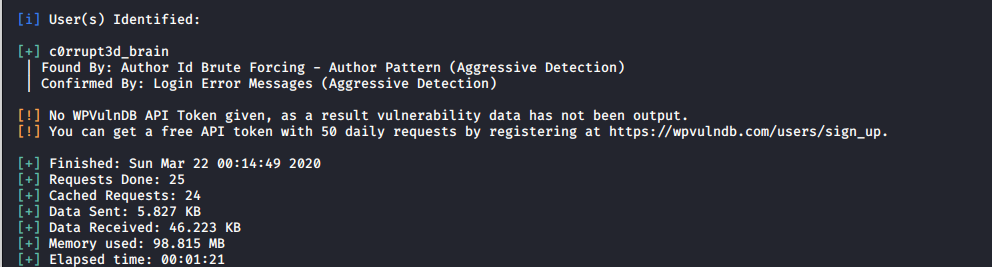 [i] User(s) Identified:
[+] c0rrupt3d_brain
| Found By: Author Id Brute Forcing - Author Pattern (Aggressive Detection)
| Confirmed By: Login Error Messages (Aggressive Detection)
[!] No WPVulnDB API Token given, as a result vulnerability data has not been output.
[!] You can get a free API token with 50 daily requests by registering at https://wpvulndb.com/users/sign_up.
[+] Finished: Sun Mar 22 00:14:49 2020
[+] Requests Done: 25
[+] Cached Requests: 24
[+] Data Sent: 5.827 KB
[+] Data Received: 46.223 KB
[+] Memory used: 98.815 MB
[+] Elapsed time: 00:01:21